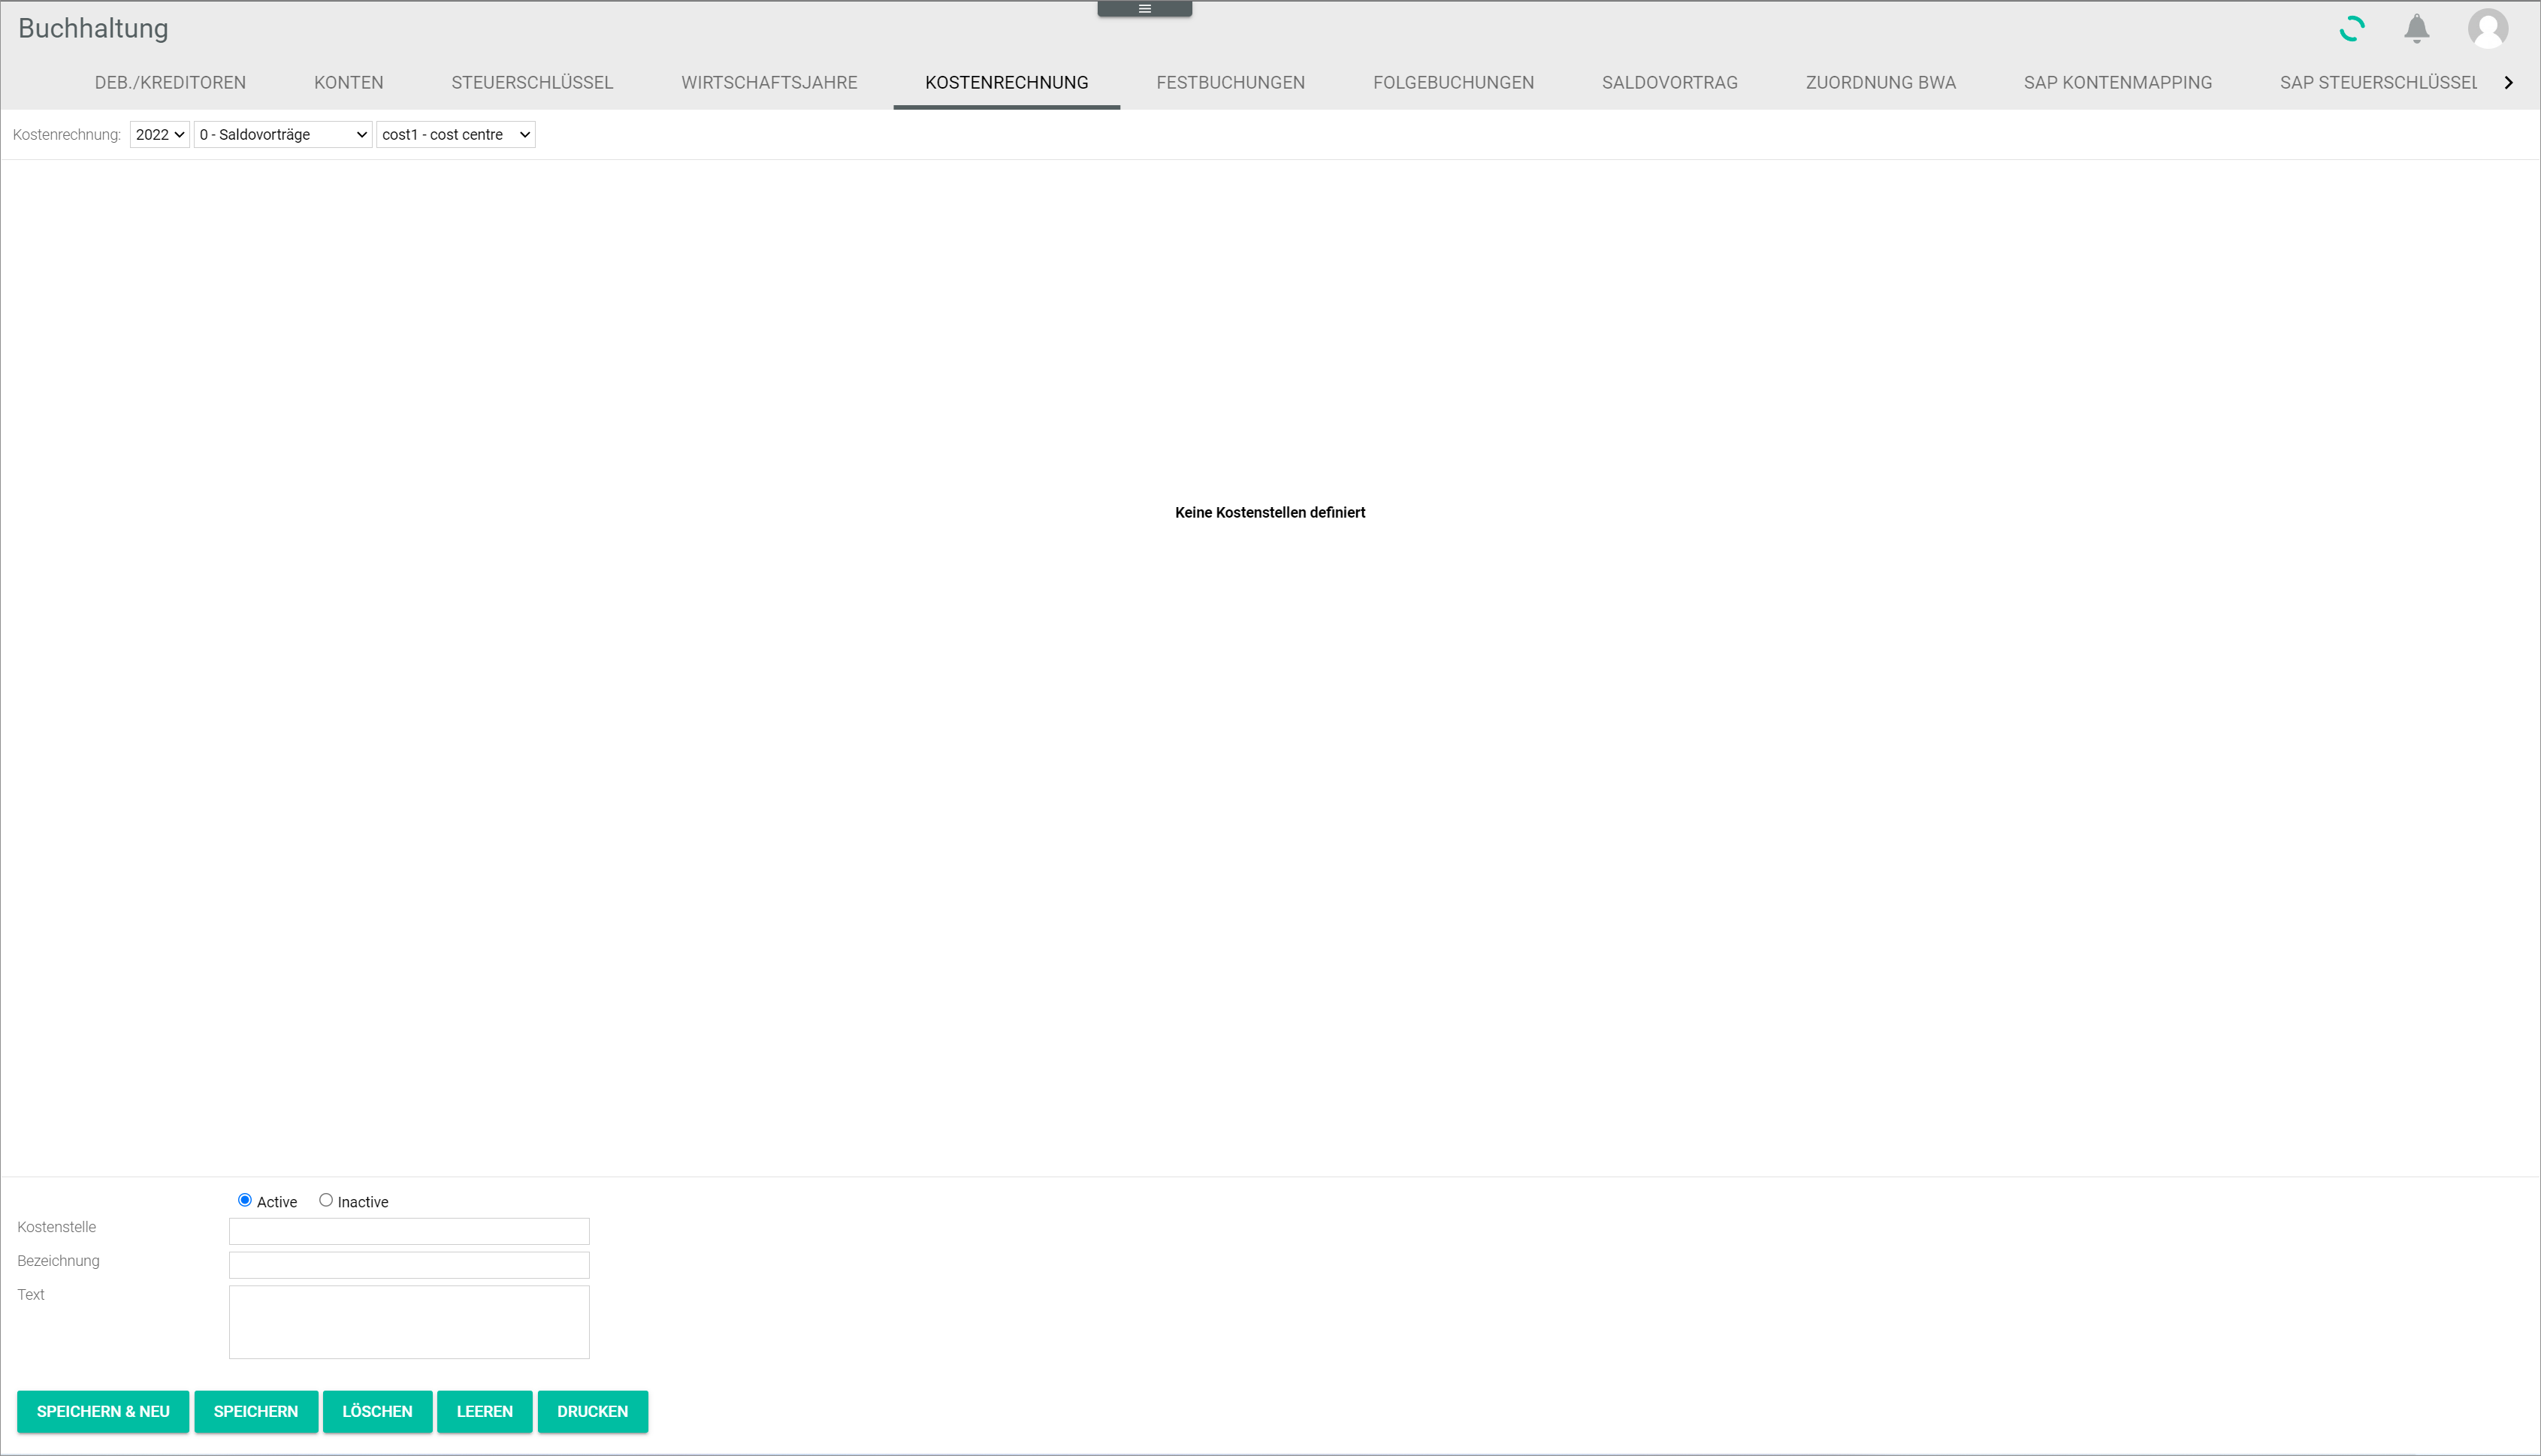 Buchhaltung
DEB./KREDITOREN KONTEN STEUERSCHLÜSSEL WIRTSCHAFTSJAHRE KOSTENRECHNUNG FESTBUCHUNGEN FOLGEBUCHUNGEN SALDOVORTRAG ZUORDNUNG BWA SAP KONTENMAPPING SAP STEUERSCHLÜSSEL
Kostenrechnung: 2022 0 - Saldovorträge cost1 - cost centre
Keine Kostenstellen definiert
Active Inactive
Kostenstelle
Bezeichnung
Text
SPEICHERN & NEU SPEICHERN LÖSCHEN LEEREN DRUCKEN